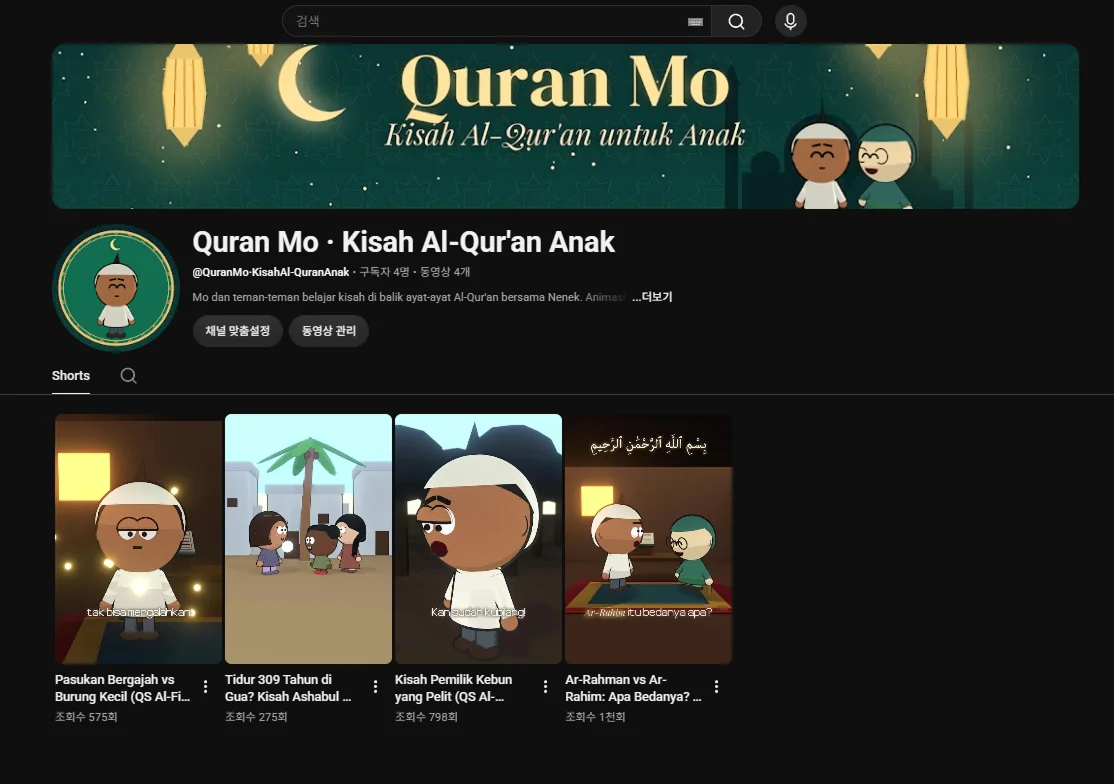 검색
Quran Mo
Kisah Al-Qur'an untuk Anak
Quran Mo · Kisah Al-Qur'an Anak
@QuranMo-KisahAl-QuranAnak • 구독자 4명 • 동영상 4개
Mo dan teman-teman belajar kisah di balik ayat-ayat Al-Qur'an bersama Nenek. Animasi ...더보기
채널 맞춤설정 동영상 관리
Shorts
بِسْمِ ٱللَّٰهِ ٱلرَّحْمَٰنِ ٱلرَّحِيمِ
tak bisa mengalahkan
Kan sudah kubilang!
Ar-Rahim itu bedanya apa?
Pasukan Bergajah vs
Burung Kecil (QS Al-Fi...
조회수 575회
Tidur 309 Tahun di
Gua? Kisah Ashabul ...
조회수 275회
Kisah Pemilik Kebun
yang Pelit (QS Al-...
조회수 798회
Ar-Rahman vs Ar-
Rahim: Apa Bedanya? ...
조회수 1천회